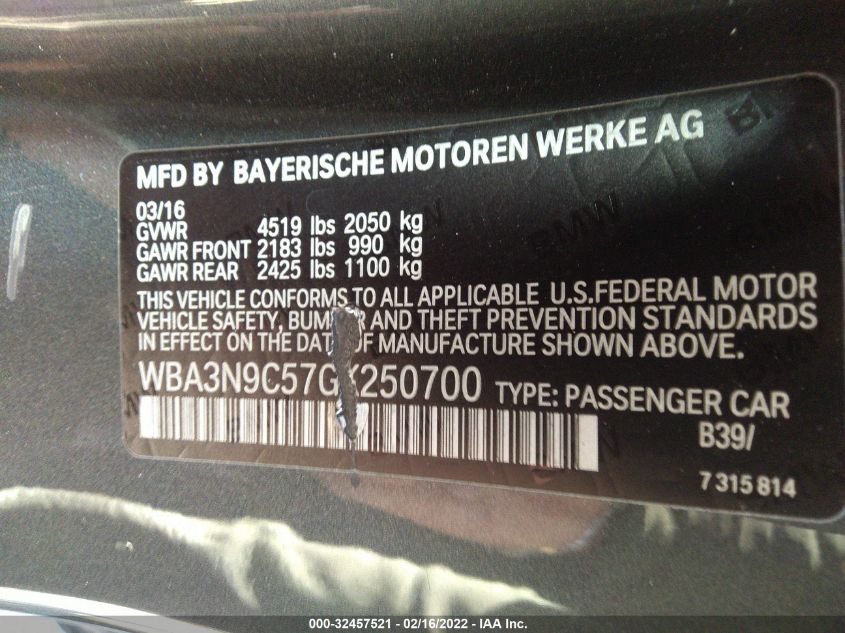 MFD BY BAYERISCHE MOTOREN WERKE AG
03/16
GVWR 4519 lbs 2050 kg
GAWR FRONT 2183 lbs 990 kg
GAWR REAR 2425 lbs 1100 kg
THIS VEHICLE CONFORMS TO ALL APPLICABLE U.S.FEDERAL MOTOR
VEHICLE SAFETY, AND THEFT PREVENTION STANDARDS
IN EFFECT ON THE DATE OF MANUFACTURE SHOWN ABOVE.
WBA3N9C57GK250700 TYPE: PASSENGER CAR
B39/
7 315 814
000-32457521 - 02/16/2022 - IAA Inc.